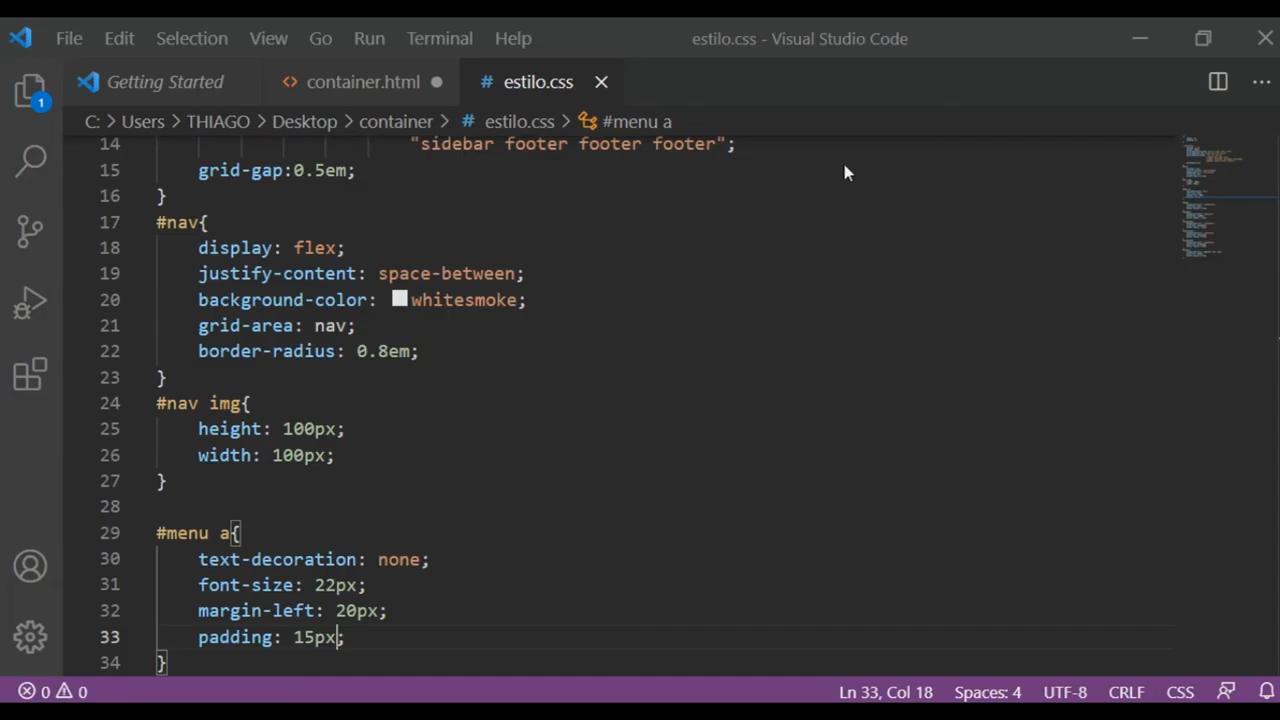 File Edit Selection View Go Run Terminal Help estilo.css - Visual Studio Code
Getting Started container.html # estilo.css
1
C: > Users > THIAGO > Desktop > container > # estilo.css > #menu a
14 "sidebar footer footer footer";
15 grid-gap:0.5em;
16 }
17 #nav{
18 display: flex;
19 justify-content: space-between;
20 background-color: whitesmoke;
21 grid-area: nav;
22 border-radius: 0.8em;
23 }
24 #nav img{
25 height: 100px;
26 width: 100px;
27 }
28
29 #menu a{
30 text-decoration: none;
31 font-size: 22px;
32 margin-left: 20px;
33 padding: 15px;
34 }
0 0 Ln 33, Col 18 Spaces: 4 UTF-8 CRLF CSS